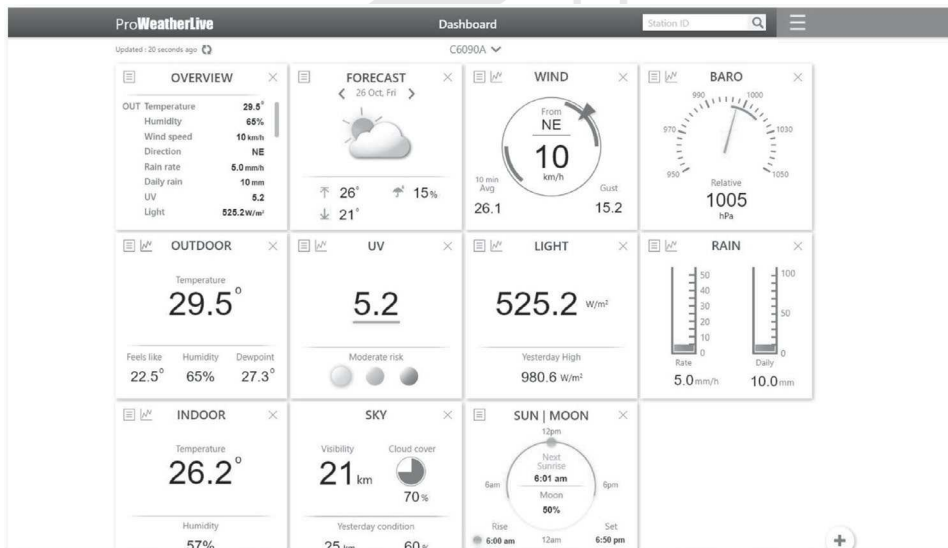 ProWeatherLive
Dashboard
Station ID
Updated : 20 seconds ago
C6090A
OVERVIEW
OUT Temperature 29.5°
Humidity 65%
Wind speed 10 km/h
Direction NE
Rain rate 5.0 mm/h
Daily rain 10 mm
UV 5.2
Light 525.2 W/m²
FORECAST
26 Oct, Fri
26° 15%
21°
WIND
From
NE
10
km/h
10 min
Avg
26.1
Gust
15.2
BARO
990 1000
970 1030
950 1050
Relative
1005
hPa
OUTDOOR
Temperature
29.5°
Feels like Humidity Dewpoint
22.5° 65% 27.3°
UV
5.2
Moderate risk
LIGHT
525.2 W/m²
Yesterday High
980.6 W/m²
RAIN
50
40
30
20
10
0
Rate
5.0 mm/h
100
50
0
Daily
10.0 mm
INDOOR
Temperature
26.2°
Humidity
57%
SKY
Visibility Cloud cover
21 km
70%
Yesterday condition
25 km 60%
SUN | MOON
12pm
Next
Sunrise
6:01 am
6am 6pm
Moon
50%
Rise Set
6:00 am 12am 6:50 pm